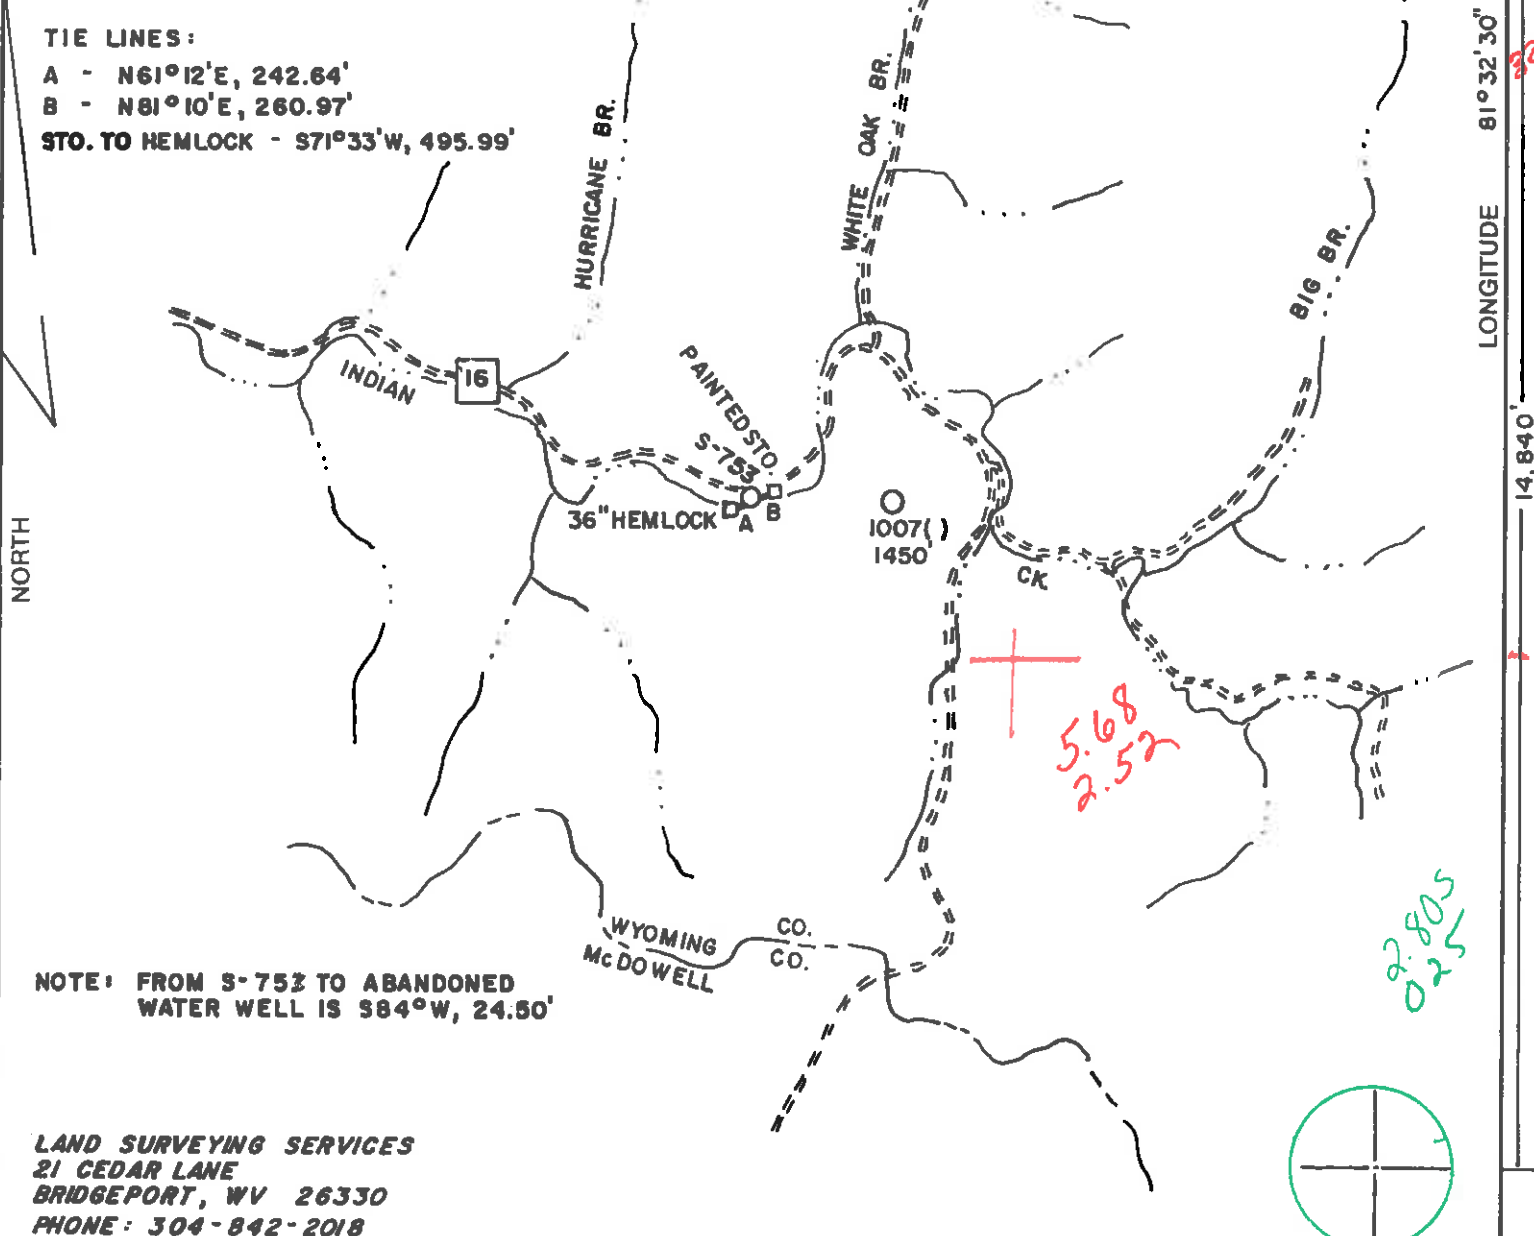 TIE LINES:
A - N61°12'E, 242.64'
B - N81°10'E, 260.97'
STO. TO HEMLOCK - S71°33'W, 495.99'
HURRICANE BR.
WHITE OAK BR.
BIG BR.
LONGITUDE 81°32'30"
14,840'
INDIAN
16
PAINTED STO.
S-753
36" HEMLOCK
A
B
1007( )
1450'
CK.
NORTH
5.68
2.52
2.805
025
WYOMING CO.
McDOWELL CO.
NOTE: FROM S-753 TO ABANDONED
WATER WELL IS S84°W, 24.50'
LAND SURVEYING SERVICES
21 CEDAR LANE
BRIDGEPORT, WV 26330
PHONE: 304-842-2018